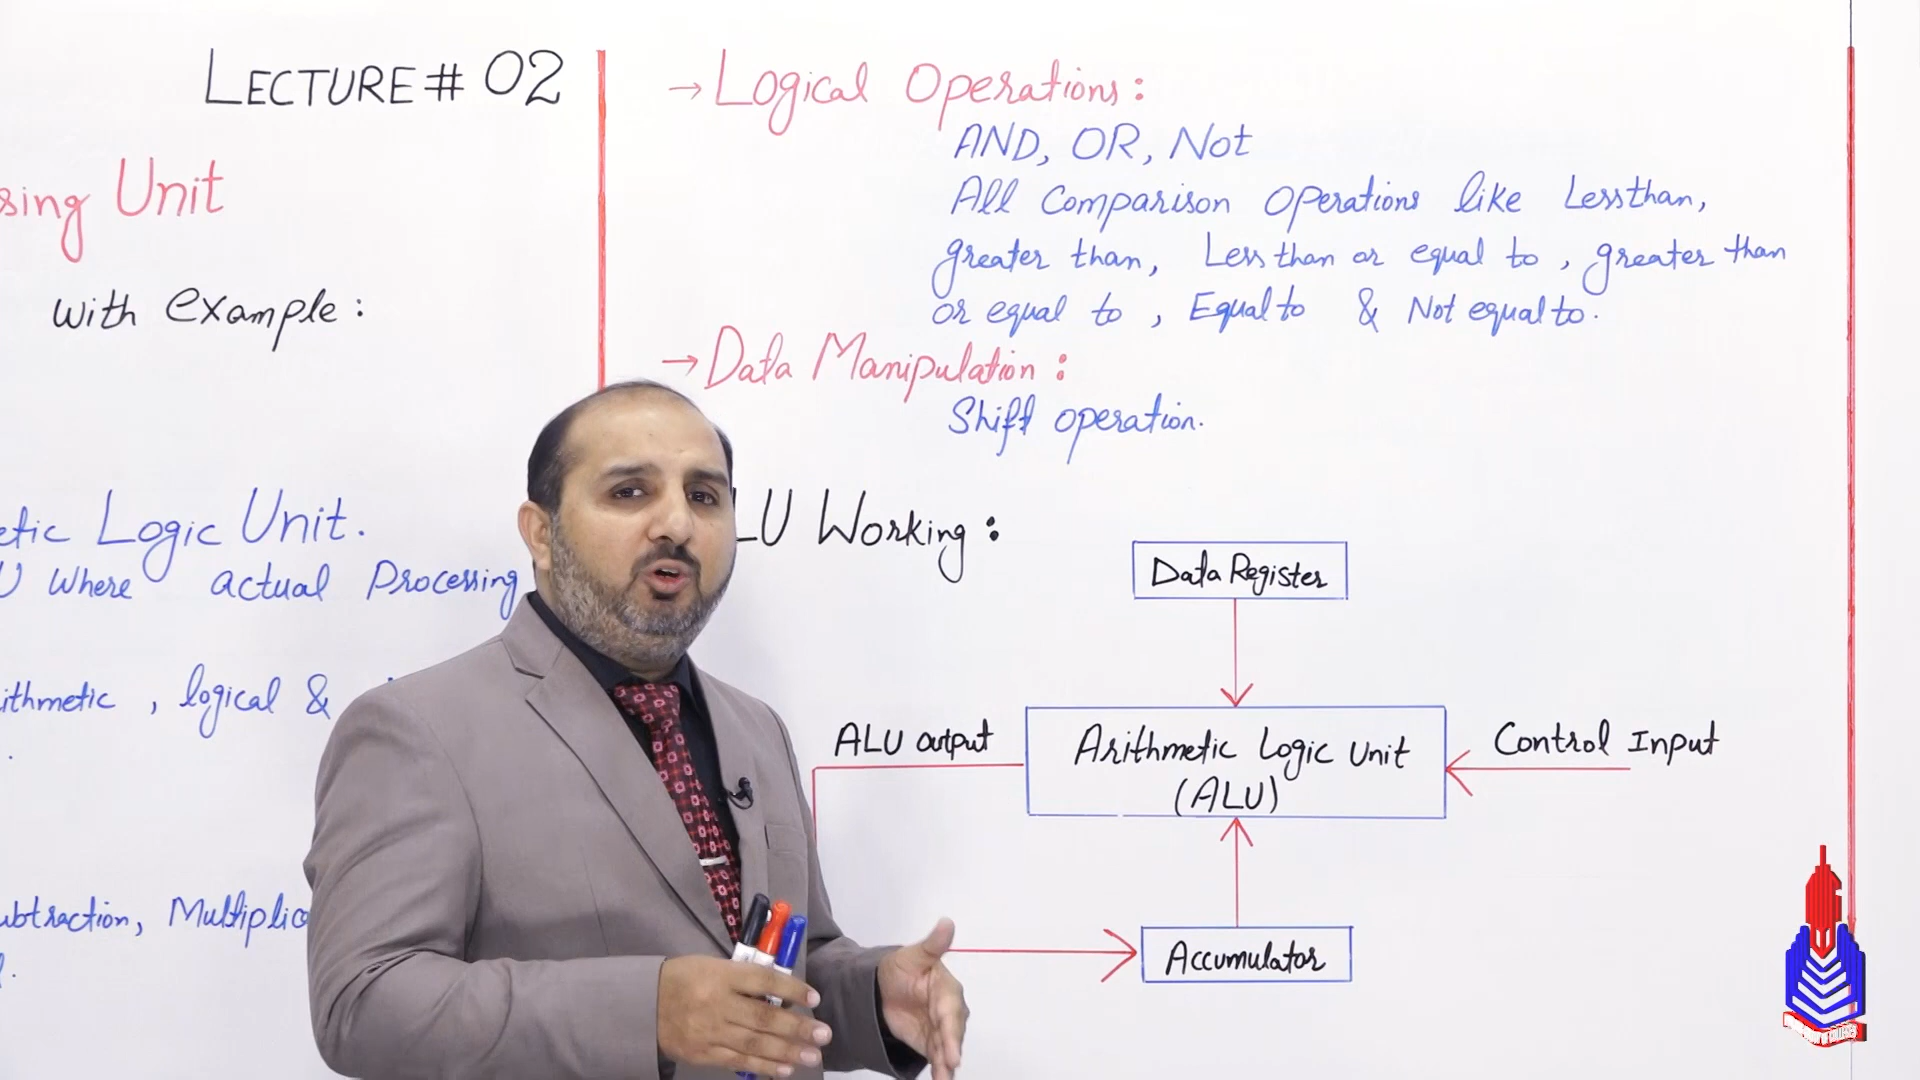 LECTURE # 02
sing Unit
with example:
etic Logic Unit.
U Where actual Processing
ithmetic, logical &
ubtraction, Multiplic
→ Logical Operations:
AND, OR, Not
All Comparison Operations like Lessthan,
greater than, Less than or equal to, greater than
or equal to, Equal to & Not equal to.
→ Data Manipulation:
Shift operation.
LU Working:
Data Register
ALU output
Arithmetic Logic Unit
(ALU)
Control Input
Accumulator